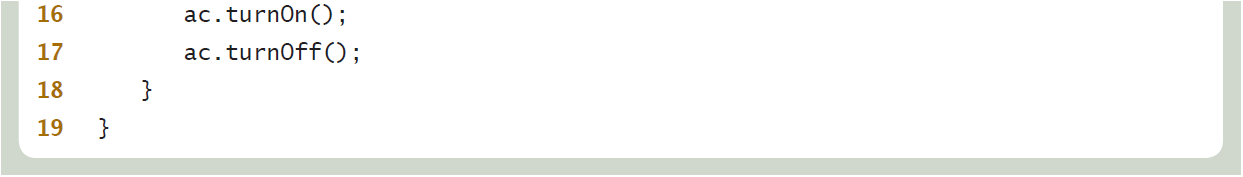 16 ac.turnOn();
17 ac.turnOff();
18 }
19 }